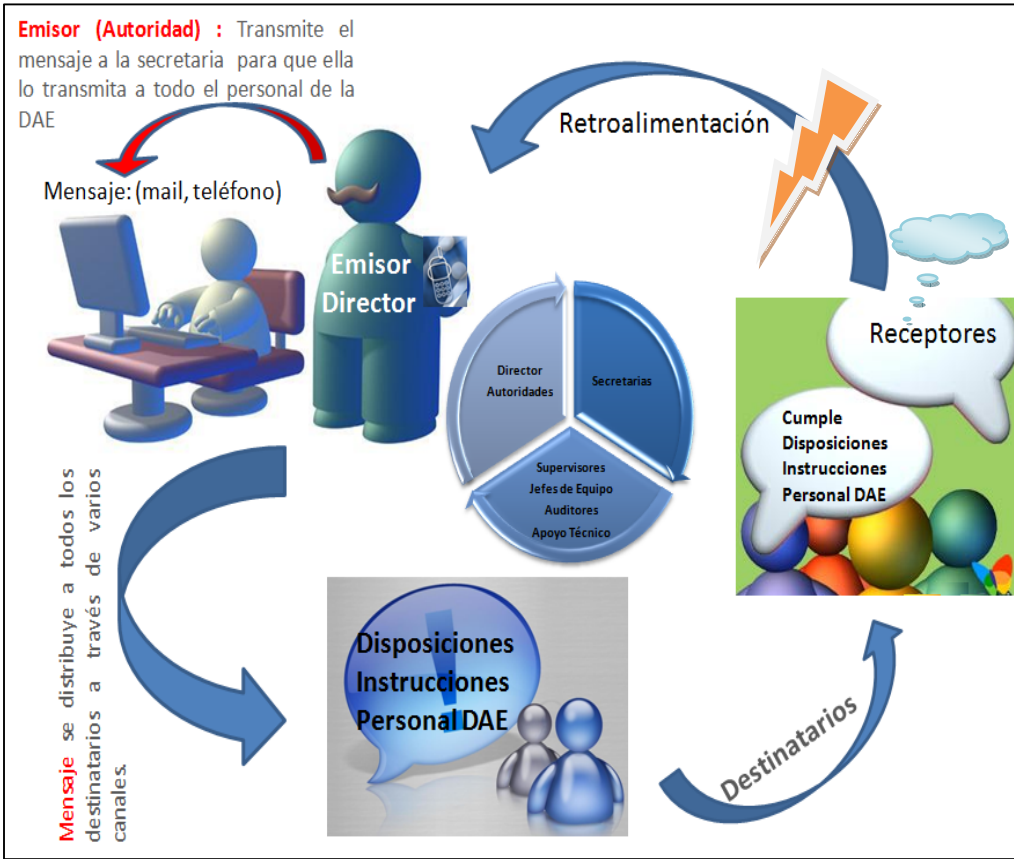 Emisor (Autoridad) : Transmite el
mensaje a la secretaria para que ella
lo transmita a todo el personal de la
DAE
Mensaje: (mail, teléfono)
Retroalimentación
Emisor
Director
Director
Autoridades
Secretarias
Supervisores
Jefes de Equipo
Auditores
Apoyo Técnico
Receptores
Cumple
Disposiciones
Instrucciones
Personal DAE
Mensaje se distribuye a todos los
destinatarios a través de varios
canales.
Disposiciones
Instrucciones
Personal DAE
Destinatarios